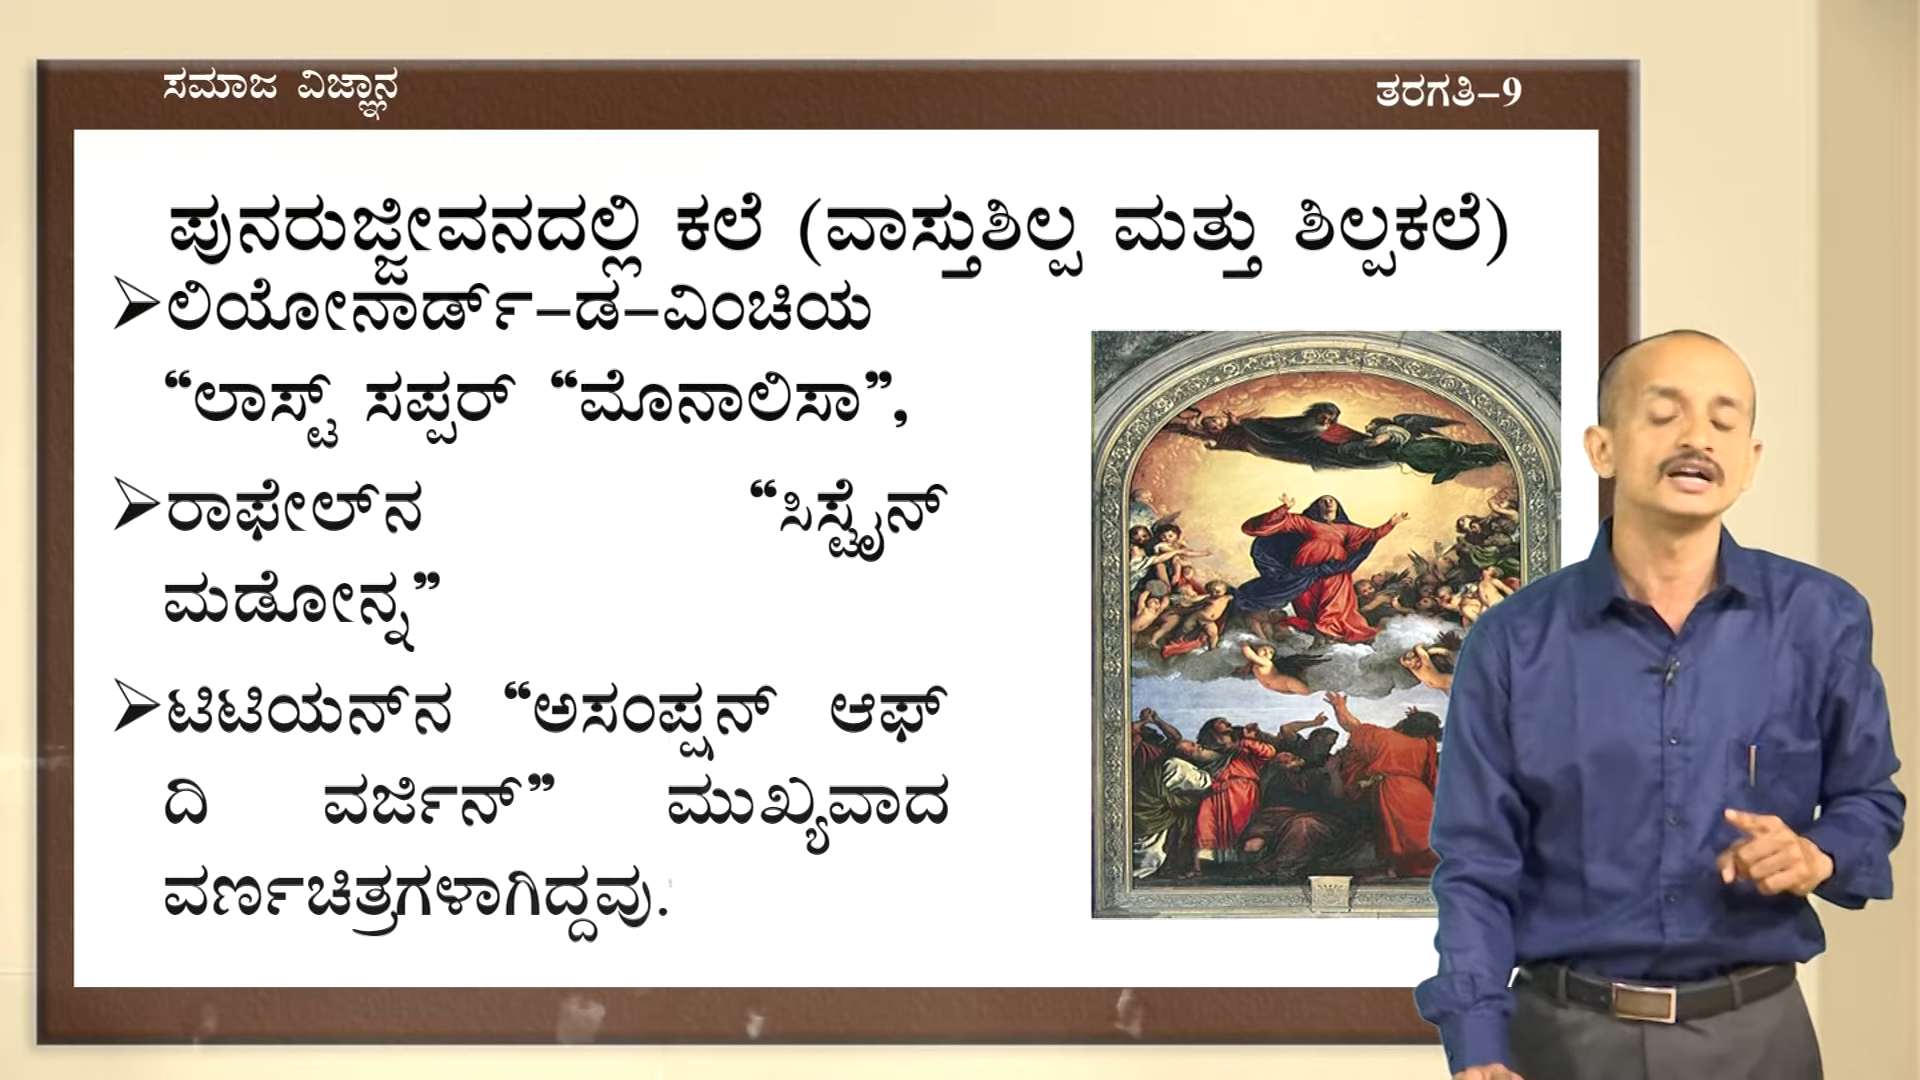 ಸಮಾಜ ವಿಜ್ಞಾನ
ತರಗತಿ–9
ಪುನರುಜ್ಜೀವನದಲ್ಲಿ ಕಲೆ (ವಾಸ್ತುಶಿಲ್ಪ ಮತ್ತು ಶಿಲ್ಪಕಲೆ)
➢ಲಿಯೋನಾರ್ಡ್–ಡ–ವಿಂಚಿಯ
“ಲಾಸ್ಟ್ ಸಪ್ಪರ್ “ಮೊನಾಲಿಸಾ”,
➢ರಾಫೇಲ್‌ನ “ಸಿಸ್ಟೈನ್
ಮಡೋನ್ನ”
➢ಟಿಟಿಯನ್‌ನ “ಅಸಂಪ್ಷನ್ ಆಫ್
ದಿ ವರ್ಜಿನ್” ಮುಖ್ಯವಾದ
ವರ್ಣಚಿತ್ರಗಳಾಗಿದ್ದವು.